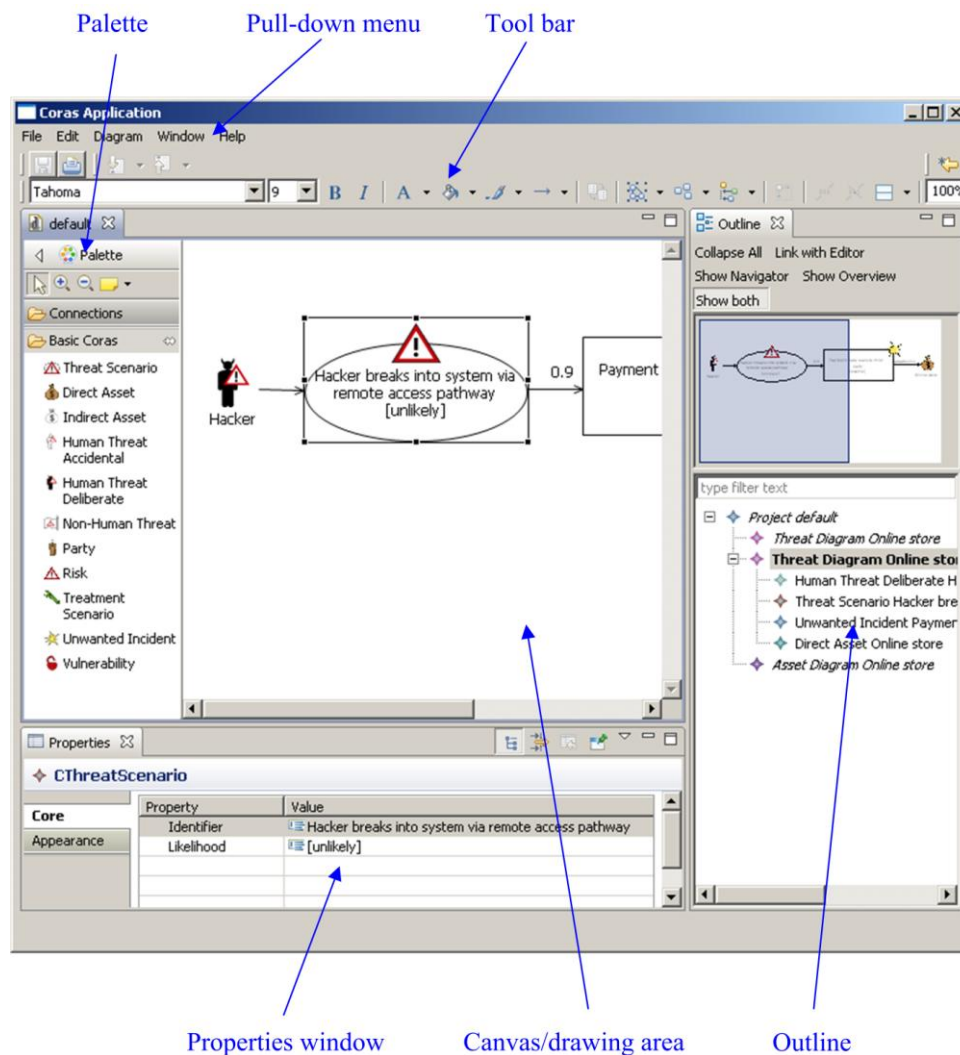 Palette Pull-down menu Tool bar
Coras Application
File Edit Diagram Window Help
Tahoma 9 B I A 100%
default
Palette
Connections
Basic Coras
Threat Scenario
Direct Asset
Indirect Asset
Human Threat
Accidental
Human Threat
Deliberate
Non-Human Threat
Party
Risk
Treatment
Scenario
Unwanted Incident
Vulnerability
Hacker
Hacker breaks into system via
remote access pathway
[unlikely]
0.9
Payment
Outline
Collapse All Link with Editor
Show Navigator Show Overview
Show both
type filter text
Project default
Threat Diagram Online store
Threat Diagram Online sto
Human Threat Deliberate H
Threat Scenario Hacker bre
Unwanted Incident Paymer
Direct Asset Online store
Asset Diagram Online store
Properties
CThreatScenario
Core
Appearance
Property Value
Identifier Hacker breaks into system via remote access pathway
Likelihood [unlikely]
Properties window Canvas/drawing area Outline